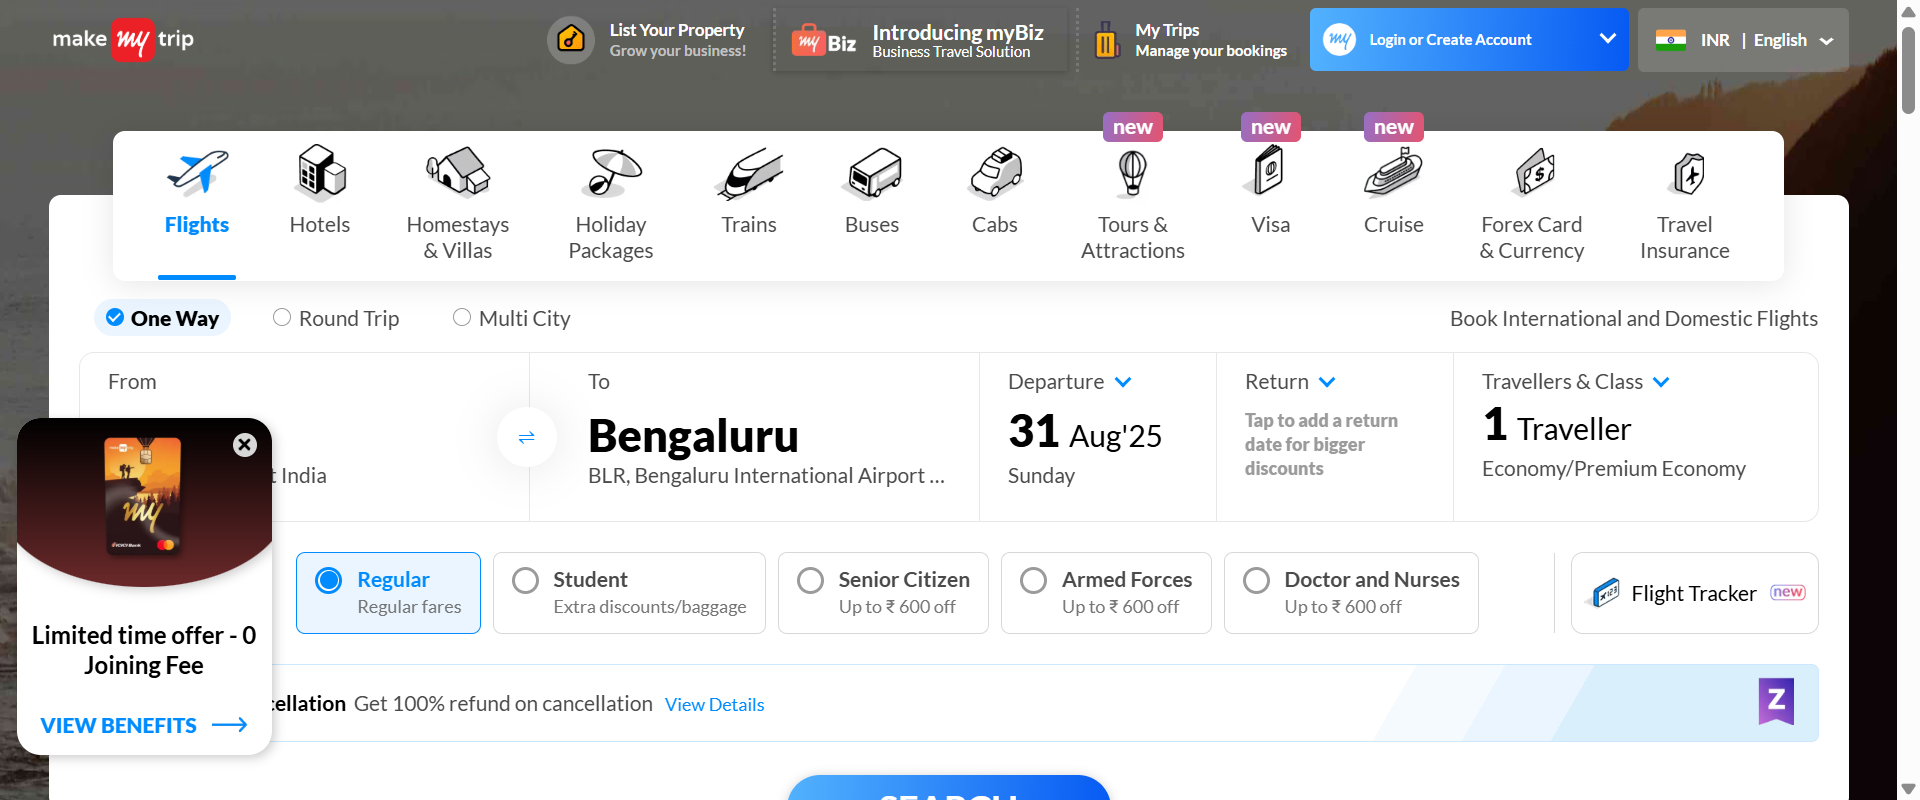 make my trip
List Your Property
Grow your business!
my Biz
Introducing myBiz
Business Travel Solution
My Trips
Manage your bookings
my
Login or Create Account
INR | English
new
new
new
Flights
Hotels
Homestays
& Villas
Holiday
Packages
Trains
Buses
Cabs
Tours &
Attractions
Visa
Cruise
Forex Card
& Currency
Travel
Insurance
One Way
Round Trip
Multi City
Book International and Domestic Flights
From
To
Bengaluru
BLR, Bengaluru International Airport ...
Departure
31 Aug'25
Sunday
Return
Tap to add a return
date for bigger
discounts
Travellers & Class
1 Traveller
Economy/Premium Economy
India
my
ICICI Bank
Limited time offer - 0
Joining Fee
VIEW BENEFITS
Regular
Regular fares
Student
Extra discounts/baggage
Senior Citizen
Up to ₹ 600 off
Armed Forces
Up to ₹ 600 off
Doctor and Nurses
Up to ₹ 600 off
Flight Tracker
new
cellation Get 100% refund on cancellation View Details
Z
SEARCH